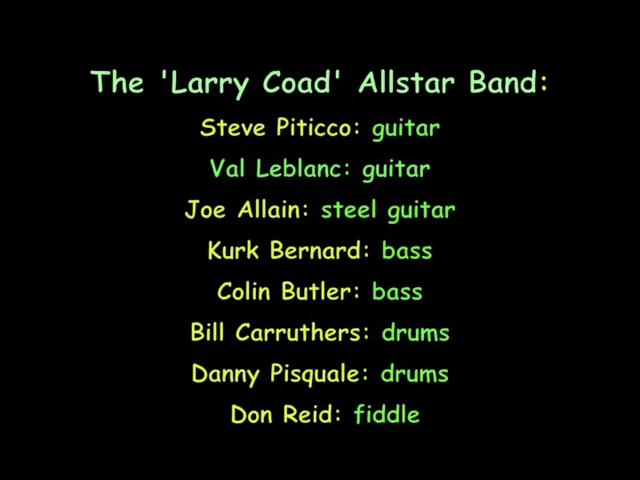 The 'Larry Coad' Allstar Band:
Steve Piticco: guitar
Val Leblanc: guitar
Joe Allain: steel guitar
Kurk Bernard: bass
Colin Butler: bass
Bill Carruthers: drums
Danny Pisquale: drums
Don Reid: fiddle